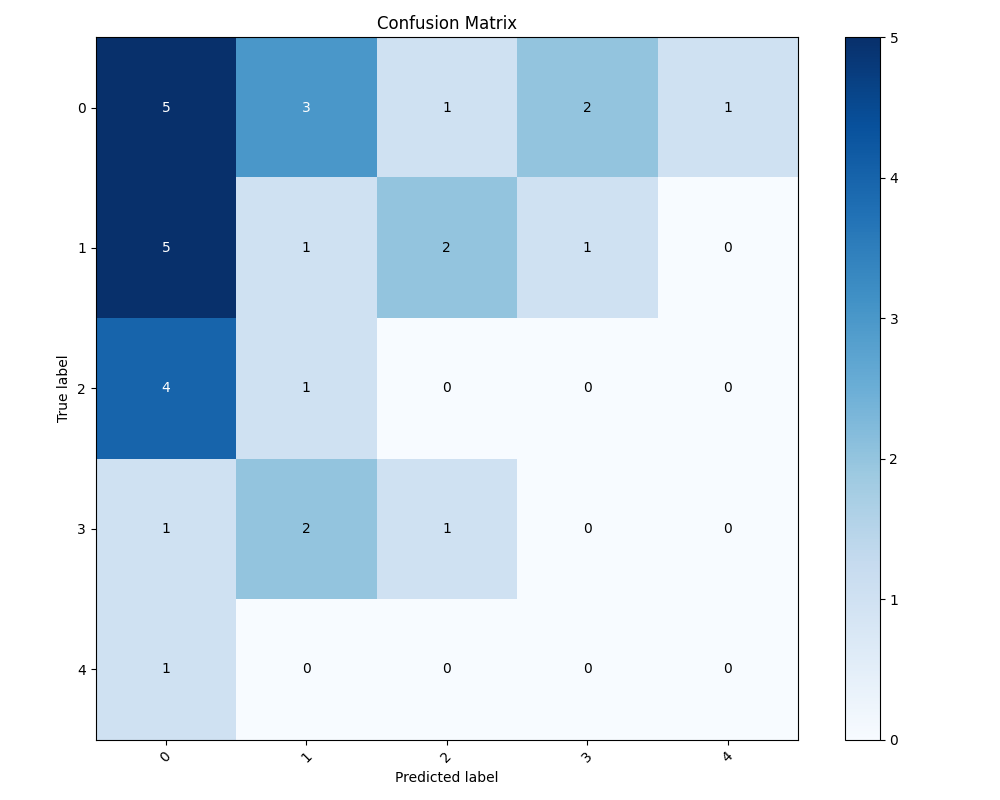 Confusion Matrix
True label
0 5 3 1 2 1
1 5 1 2 1 0
2 4 1 0 0 0
3 1 2 1 0 0
4 1 0 0 0 0
0 1 2 3 4
Predicted label
5
4
3
2
1
0